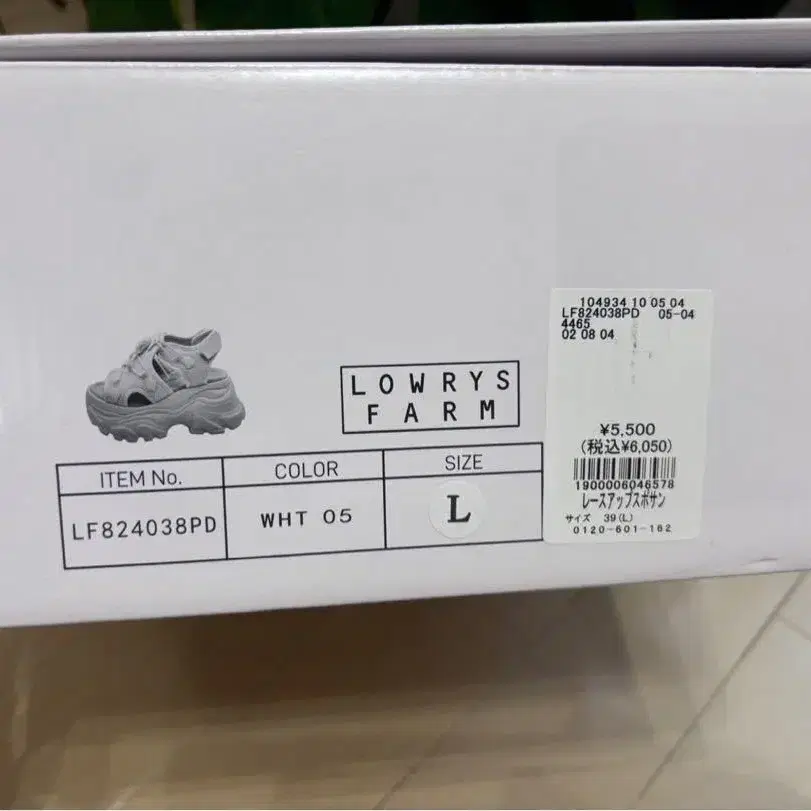 LOWRYS
FARM
ITEM No. COLOR SIZE
LF824038PD WHT 05 L
104934 10 05 04
LF824038PD 05-04
4465
02 08 04
¥5,500
(税込¥6,050)
1900006046578
レースアップスポサン
サイズ 39(L)
0120-601-162